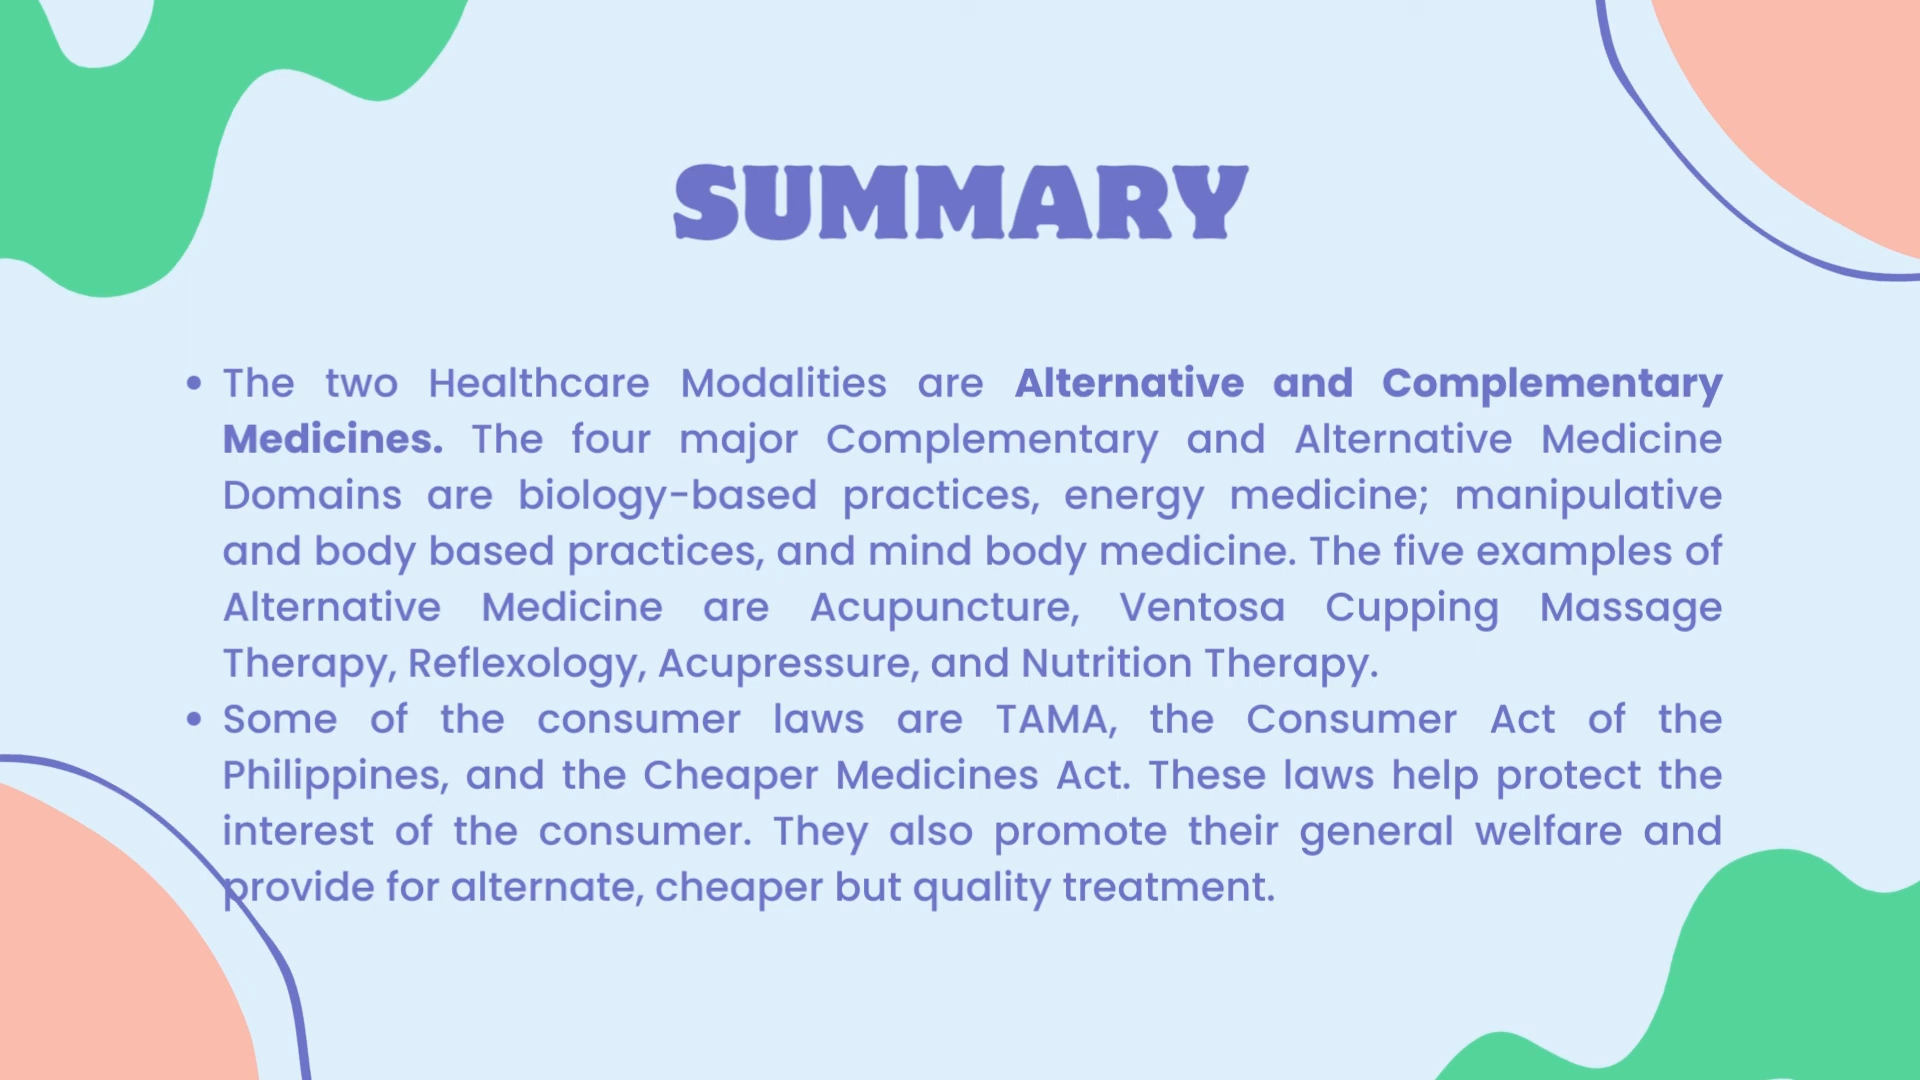 SUMMARY
• The two Healthcare Modalities are Alternative and Complementary
Medicines. The four major Complementary and Alternative Medicine
Domains are biology-based practices, energy medicine; manipulative
and body based practices, and mind body medicine. The five examples of
Alternative Medicine are Acupuncture, Ventosa Cupping Massage
Therapy, Reflexology, Acupressure, and Nutrition Therapy.
• Some of the consumer laws are TAMA, the Consumer Act of the
Philippines, and the Cheaper Medicines Act. These laws help protect the
interest of the consumer. They also promote their general welfare and
provide for alternate, cheaper but quality treatment.